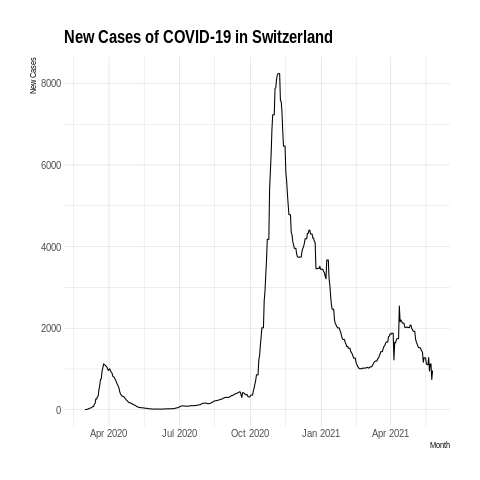 New Cases of COVID-19 in Switzerland
New Cases
8000
6000
4000
2000
0
Apr 2020 Jul 2020 Oct 2020 Jan 2021 Apr 2021
Month